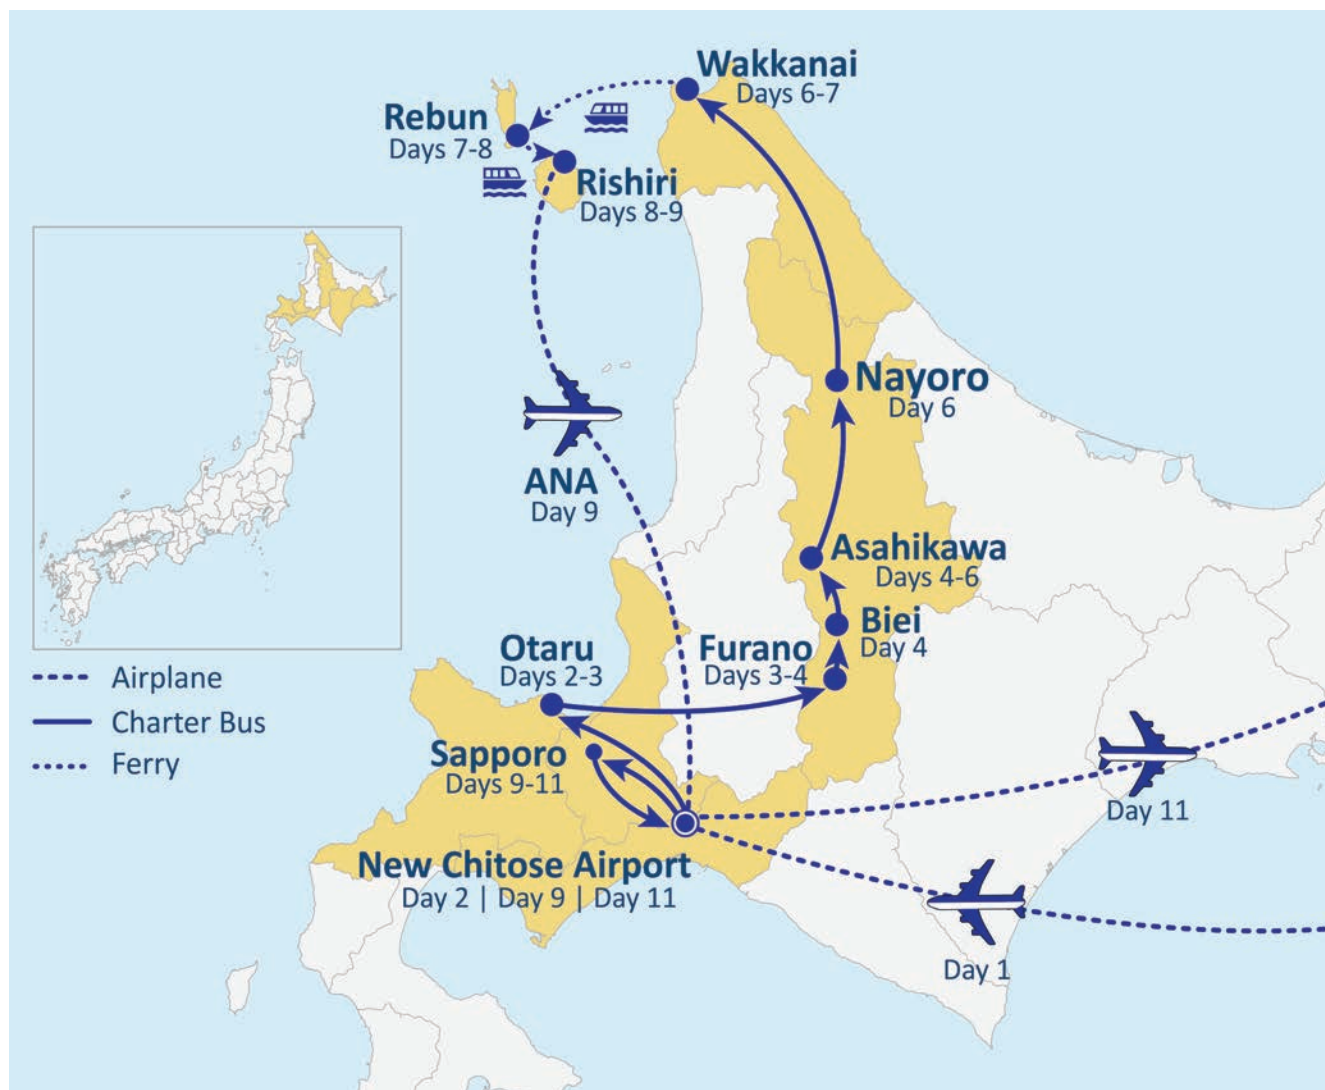 Wakkanai
Days 6-7
Rebun
Days 7-8
Rishiri
Days 8-9
Nayoro
Day 6
ANA
Day 9
Asahikawa
Days 4-6
Biei
Day 4
Otaru
Days 2-3
Furano
Days 3-4
Airplane
Charter Bus
Ferry
Sapporo
Days 9-11
Day 11
New Chitose Airport
Day 2 | Day 9 | Day 11
Day 1